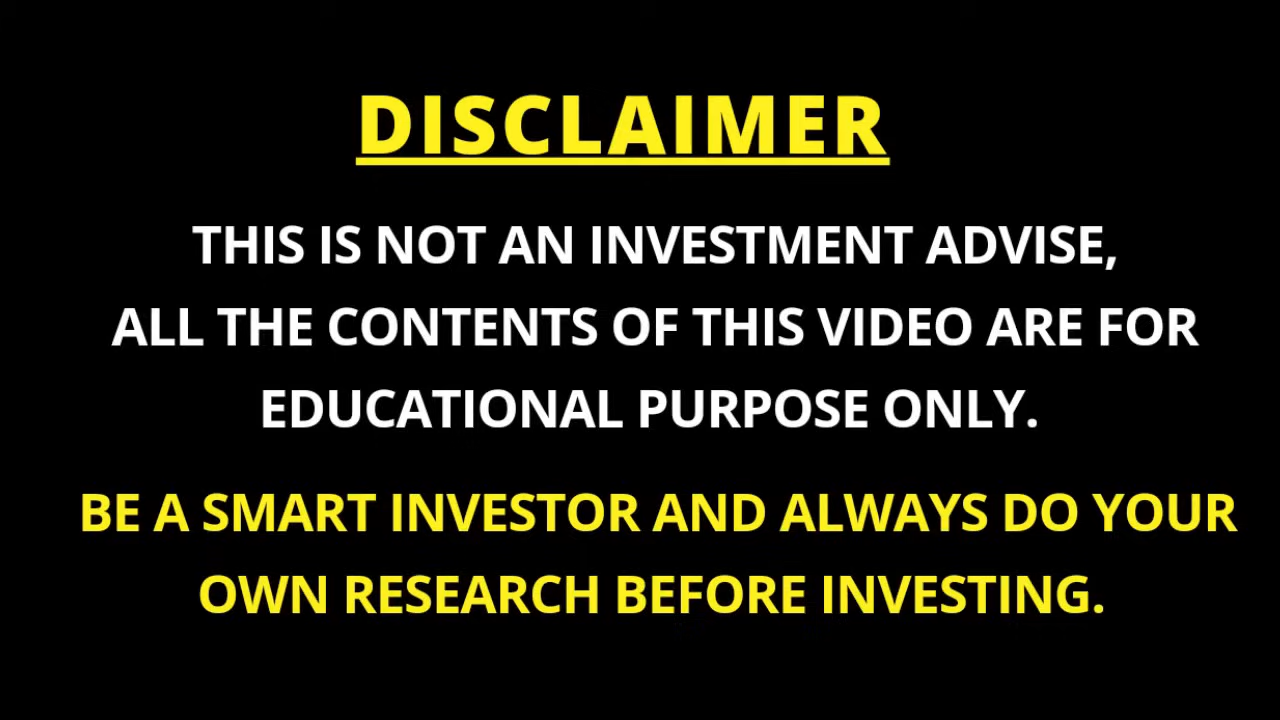 DISCLAIMER
THIS IS NOT AN INVESTMENT ADVISE,
ALL THE CONTENTS OF THIS VIDEO ARE FOR
EDUCATIONAL PURPOSE ONLY.
BE A SMART INVESTOR AND ALWAYS DO YOUR
OWN RESEARCH BEFORE INVESTING.